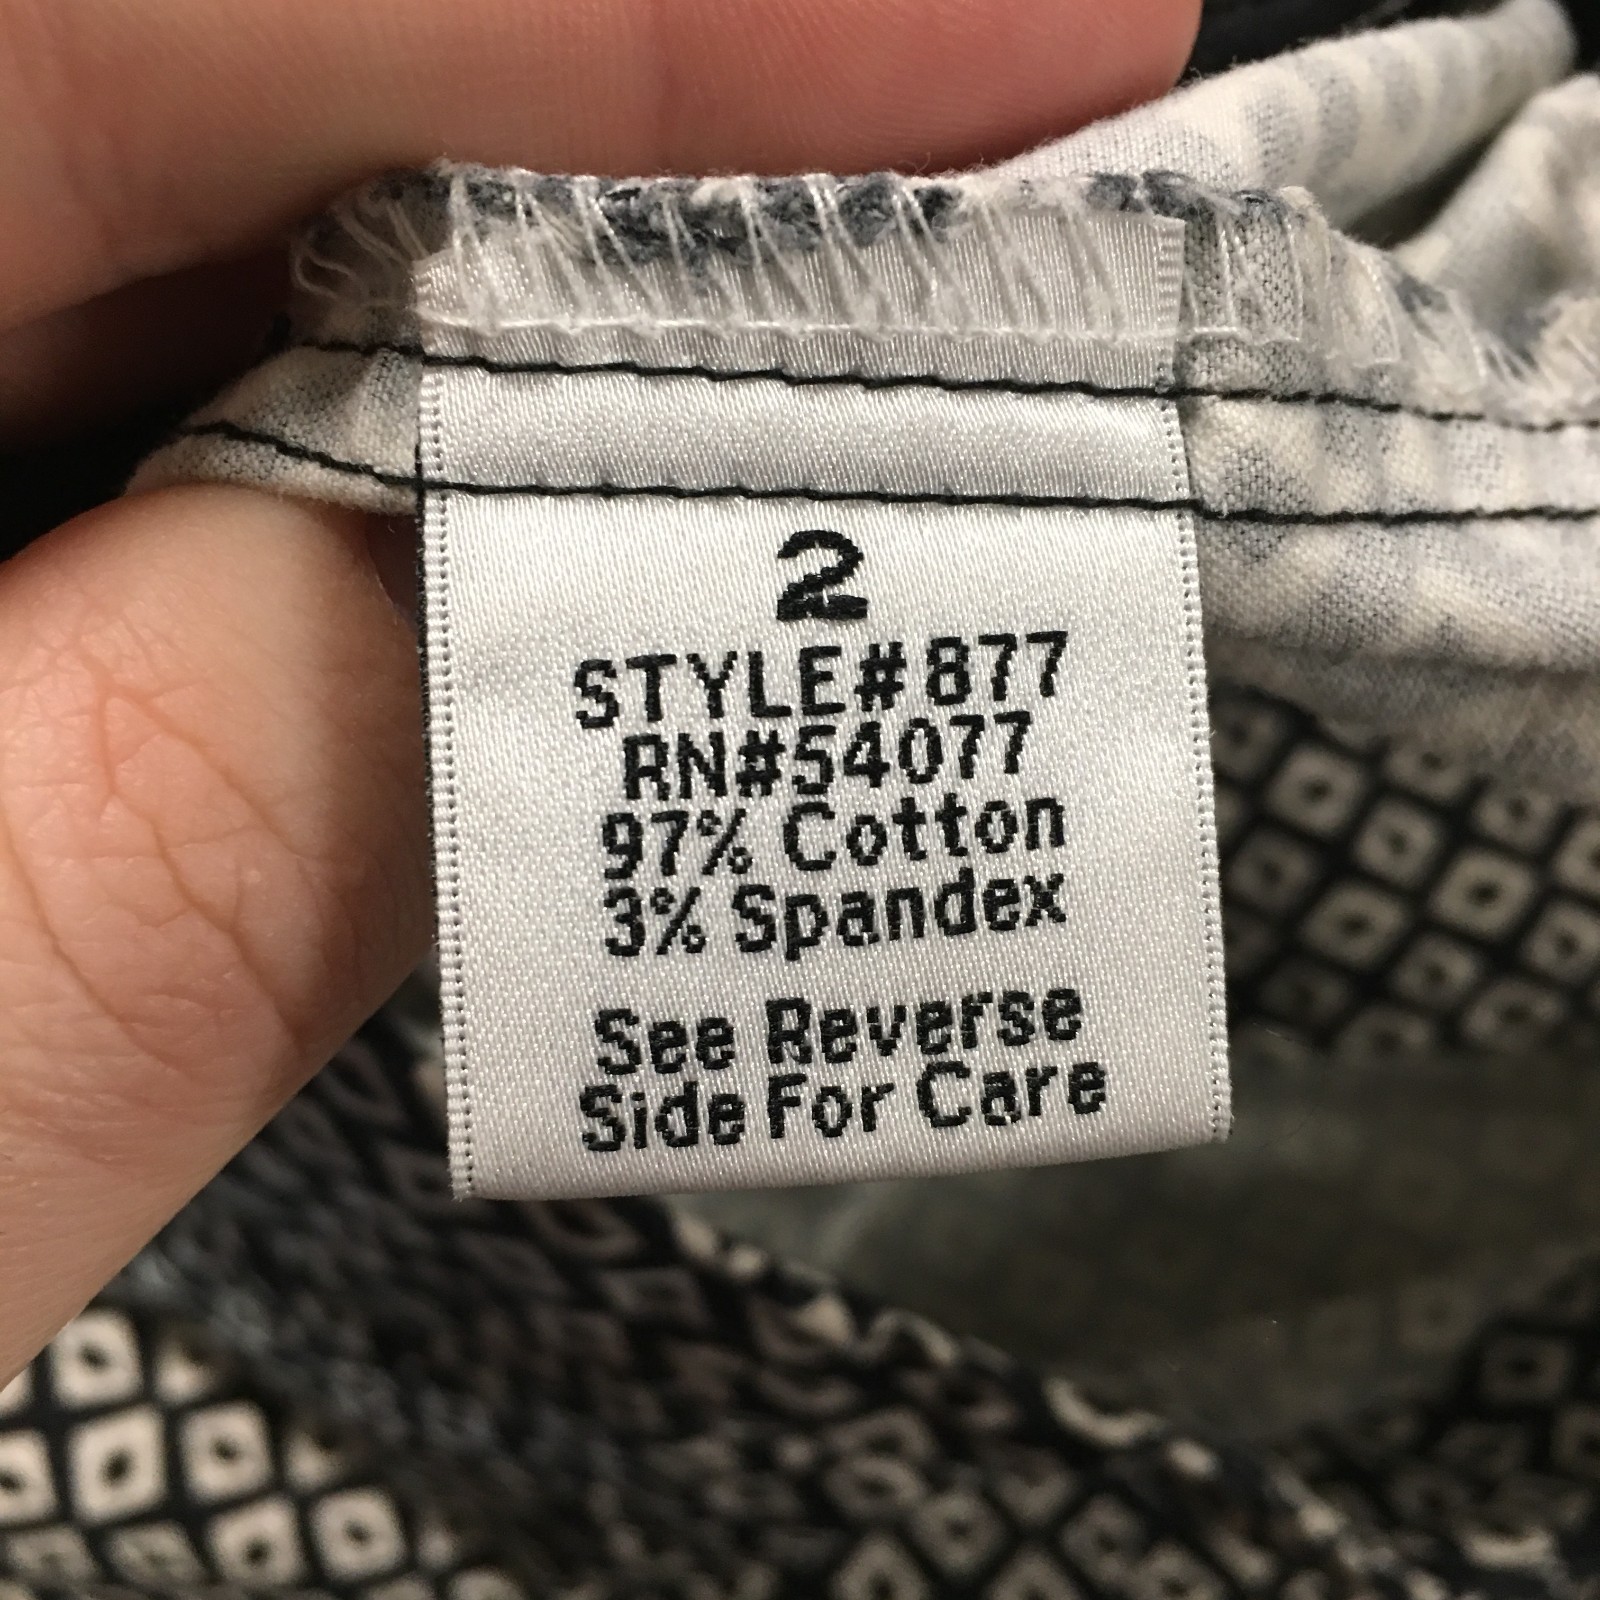 2
STYLE#877
RN#54077
97% Cotton
3% Spandex
See Reverse
Side For Care